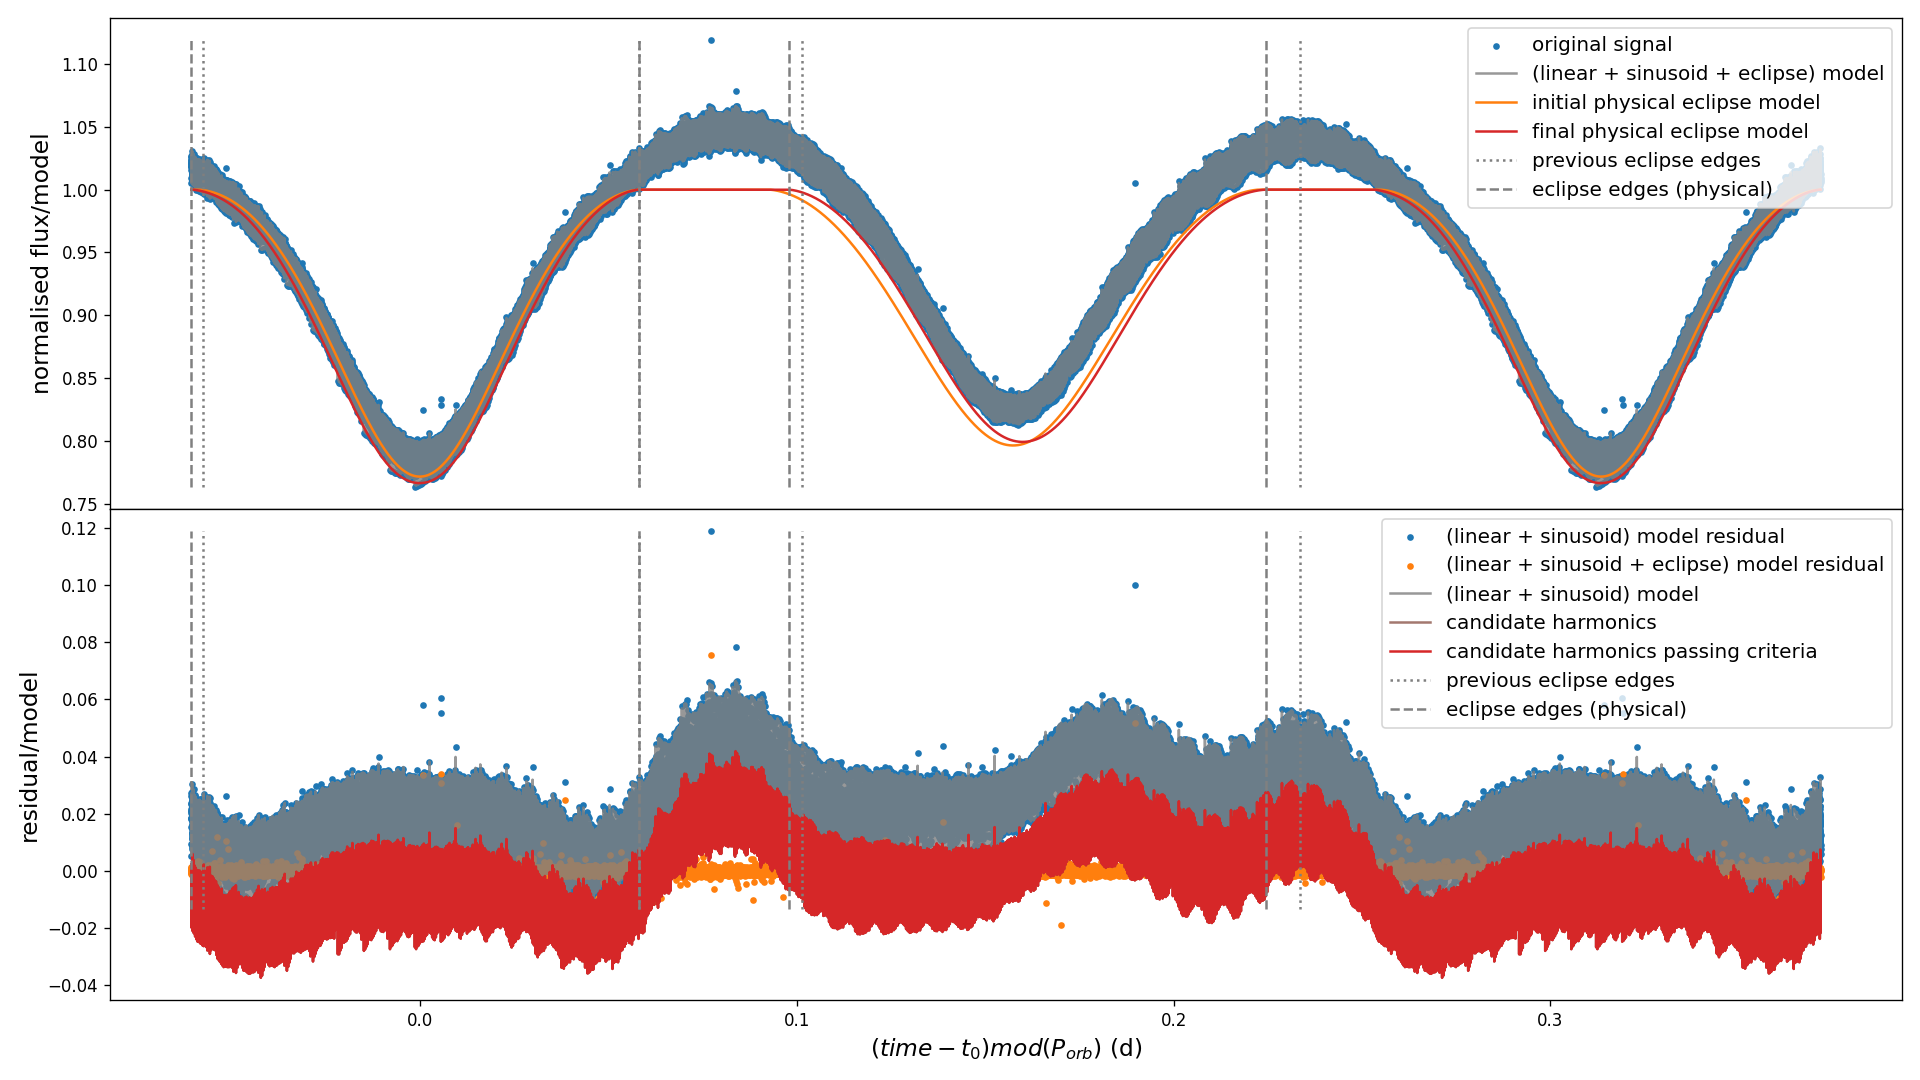 original signal
(linear + sinusoid + eclipse) model
initial physical eclipse model
final physical eclipse model
previous eclipse edges
eclipse edges (physical)
normalised flux/model
1.10
1.05
1.00
0.95
0.90
0.85
0.80
0.75
(linear + sinusoid) model residual
(linear + sinusoid + eclipse) model residual
(linear + sinusoid) model
candidate harmonics
candidate harmonics passing criteria
previous eclipse edges
eclipse edges (physical)
residual/model
0.12
0.10
0.08
0.06
0.04
0.02
0.00
−0.02
−0.04
0.0 0.1 0.2 0.3
(time − t₀)mod(Pₒᵣb) (d)